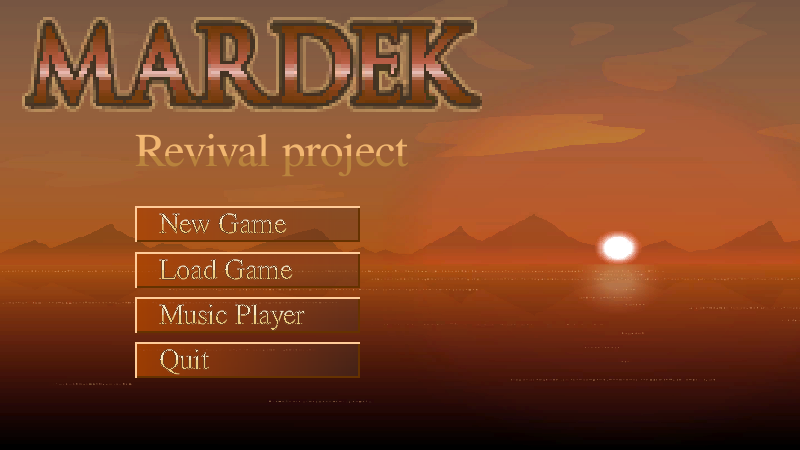 MARDEK
Revival project
New Game
Load Game
Music Player
Quit